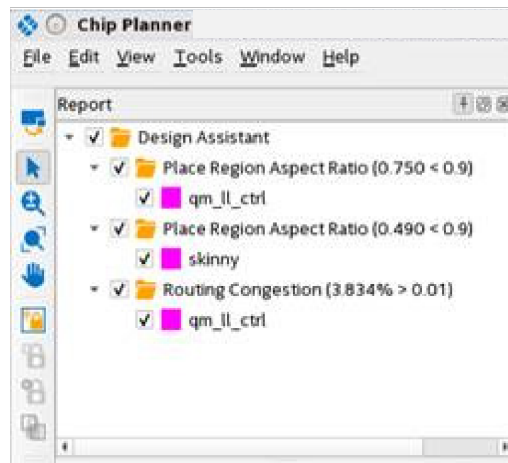 Chip Planner
File Edit View Tools Window Help
Report
Design Assistant
Place Region Aspect Ratio (0.750 < 0.9)
qm_ll_ctrl
Place Region Aspect Ratio (0.490 < 0.9)
skinny
Routing Congestion (3.834% > 0.01)
qm_ll_ctrl